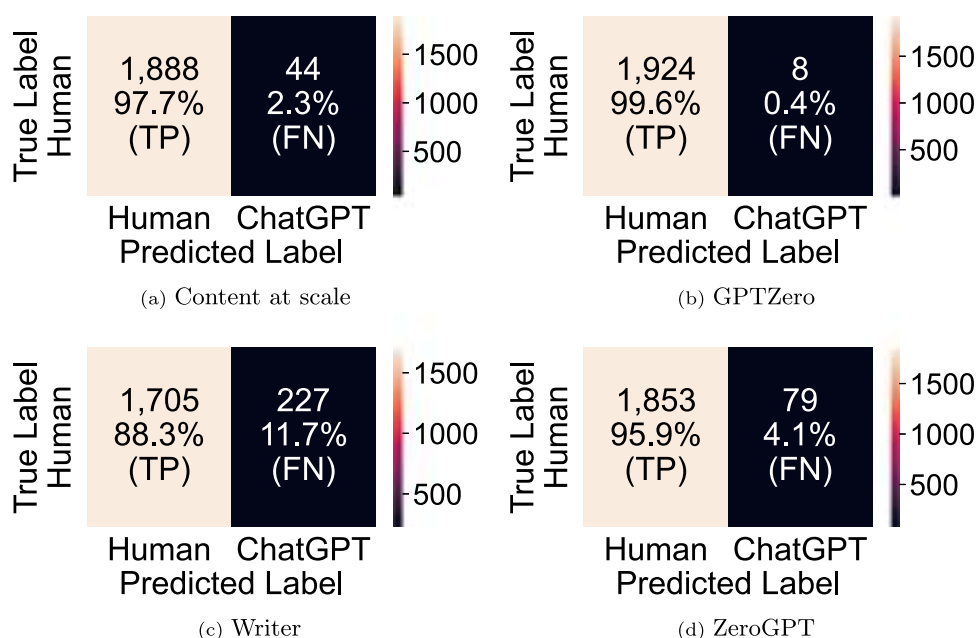 True Label
Human
1,888
97.7%
(TP)
44
2.3%
(FN)
1500
1000
500
Human ChatGPT
Predicted Label
(a) Content at scale
True Label
Human
1,924
99.6%
(TP)
8
0.4%
(FN)
1500
1000
500
Human ChatGPT
Predicted Label
(b) GPTZero
True Label
Human
1,705
88.3%
(TP)
227
11.7%
(FN)
1500
1000
500
Human ChatGPT
Predicted Label
(c) Writer
True Label
Human
1,853
95.9%
(TP)
79
4.1%
(FN)
1500
1000
500
Human ChatGPT
Predicted Label
(d) ZeroGPT